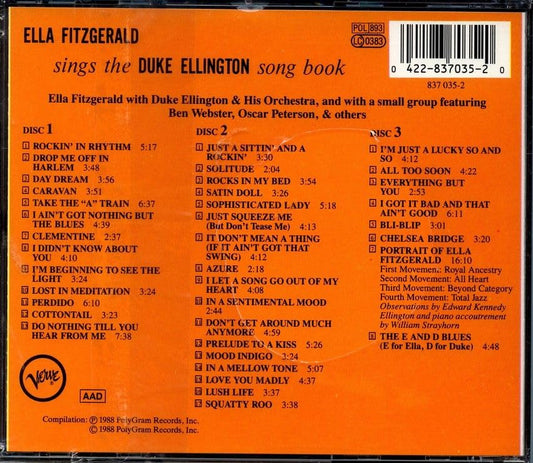 ELLA FITZGERALD
sings the DUKE ELLINGTON song book
POL 893
LC 0383
0 422-837035-2 0
837 035-2
Ella Fitzgerald with Duke Ellington & His Orchestra, and with a small group featuring
Ben Webster, Oscar Peterson, & others
DISC 1
1 ROCKIN' IN RHYTHM 5:17
2 DROP ME OFF IN
HARLEM 3:48
3 DAY DREAM 3:56
4 CARAVAN 3:51
5 TAKE THE "A" TRAIN 6:37
6 I AIN'T GOT NOTHING BUT
THE BLUES 4:39
7 CLEMENTINE 2:37
8 I DIDN'T KNOW ABOUT
YOU 4:10
9 I'M BEGINNING TO SEE THE
LIGHT 3:24
10 LOST IN MEDITATION 3:24
11 PERDIDO 6:10
12 COTTONTAIL 3:23
13 DO NOTHING TILL YOU
HEAR FROM ME 7:38
DISC 2
1 JUST A SITTIN' AND A
ROCKIN' 3:30
2 SOLITUDE 2:04
3 ROCKS IN MY BED 3:54
4 SATIN DOLL 3:26
5 SOPHISTICATED LADY 5:18
6 JUST SQUEEZE ME
(But Don't Tease Me) 4:13
7 IT DON'T MEAN A THING
(IF IT AIN'T GOT THAT
SWING) 4:12
8 AZURE 2:18
9 I LET A SONG GO OUT OF MY
HEART 4:08
10 IN A SENTIMENTAL MOOD
2:44
11 DON'T GET AROUND MUCH
ANYMORE 4:59
12 PRELUDE TO A KISS 5:26
13 MOOD INDIGO 3:24
14 IN A MELLOW TONE 5:07
15 LOVE YOU MADLY 4:37
16 LUSH LIFE 3:37
17 SQUATTY ROO 3:38
DISC 3
1 I'M JUST A LUCKY SO AND
SO 4:12
2 ALL TOO SOON 4:22
3 EVERYTHING BUT
YOU 2:53
4 I GOT IT BAD AND THAT
AIN'T GOOD 6:11
5 BLI-BLIP 3:01
6 CHELSEA BRIDGE 3:20
7 PORTRAIT OF ELLA
FITZGERALD 16:10
First Movement: Royal Ancestry
Second Movement: All Heart
Third Movement: Beyond Category
Fourth Movement: Total Jazz
Observations by Edward Kennedy
Ellington and piano accoutrement by
William Strayhorn
8 THE E AND D BLUES
(E for Ella, D for Duke) 4:48
Verve
AAD
Compilation: Ⓟ 1988 PolyGram Records, Inc.
© 1988 PolyGram Records, Inc.